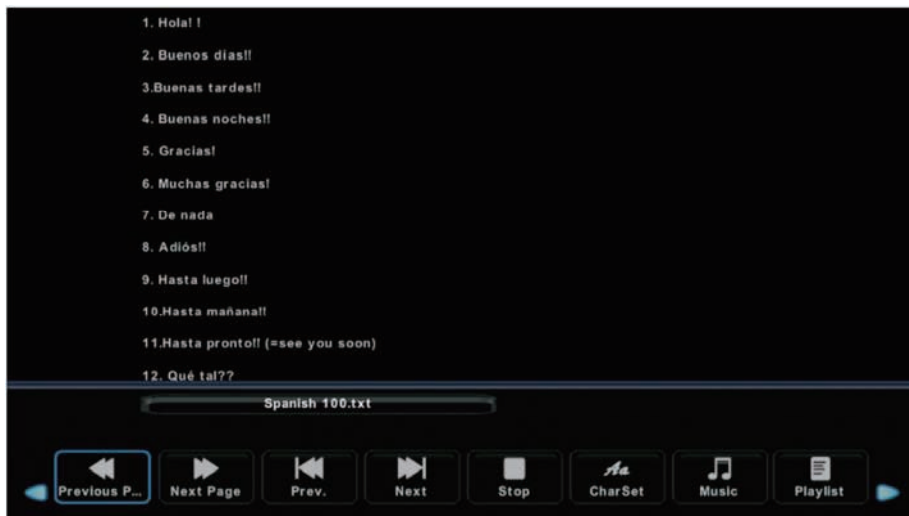 1. Hola! !
2. Buenos dias!!
3.Buenas tardes!!
4. Buenas noches!!
5. Gracias!
6. Muchas gracias!
7. De nada
8. Adiós!!
9. Hasta luego!!
10.Hasta mañana!!
11.Hasta pronto!! (=see you soon)
12. Qué tal??
Spanish 100.txt
Previous P...
Next Page
Prev.
Next
Stop
Aa
CharSet
Music
Playlist